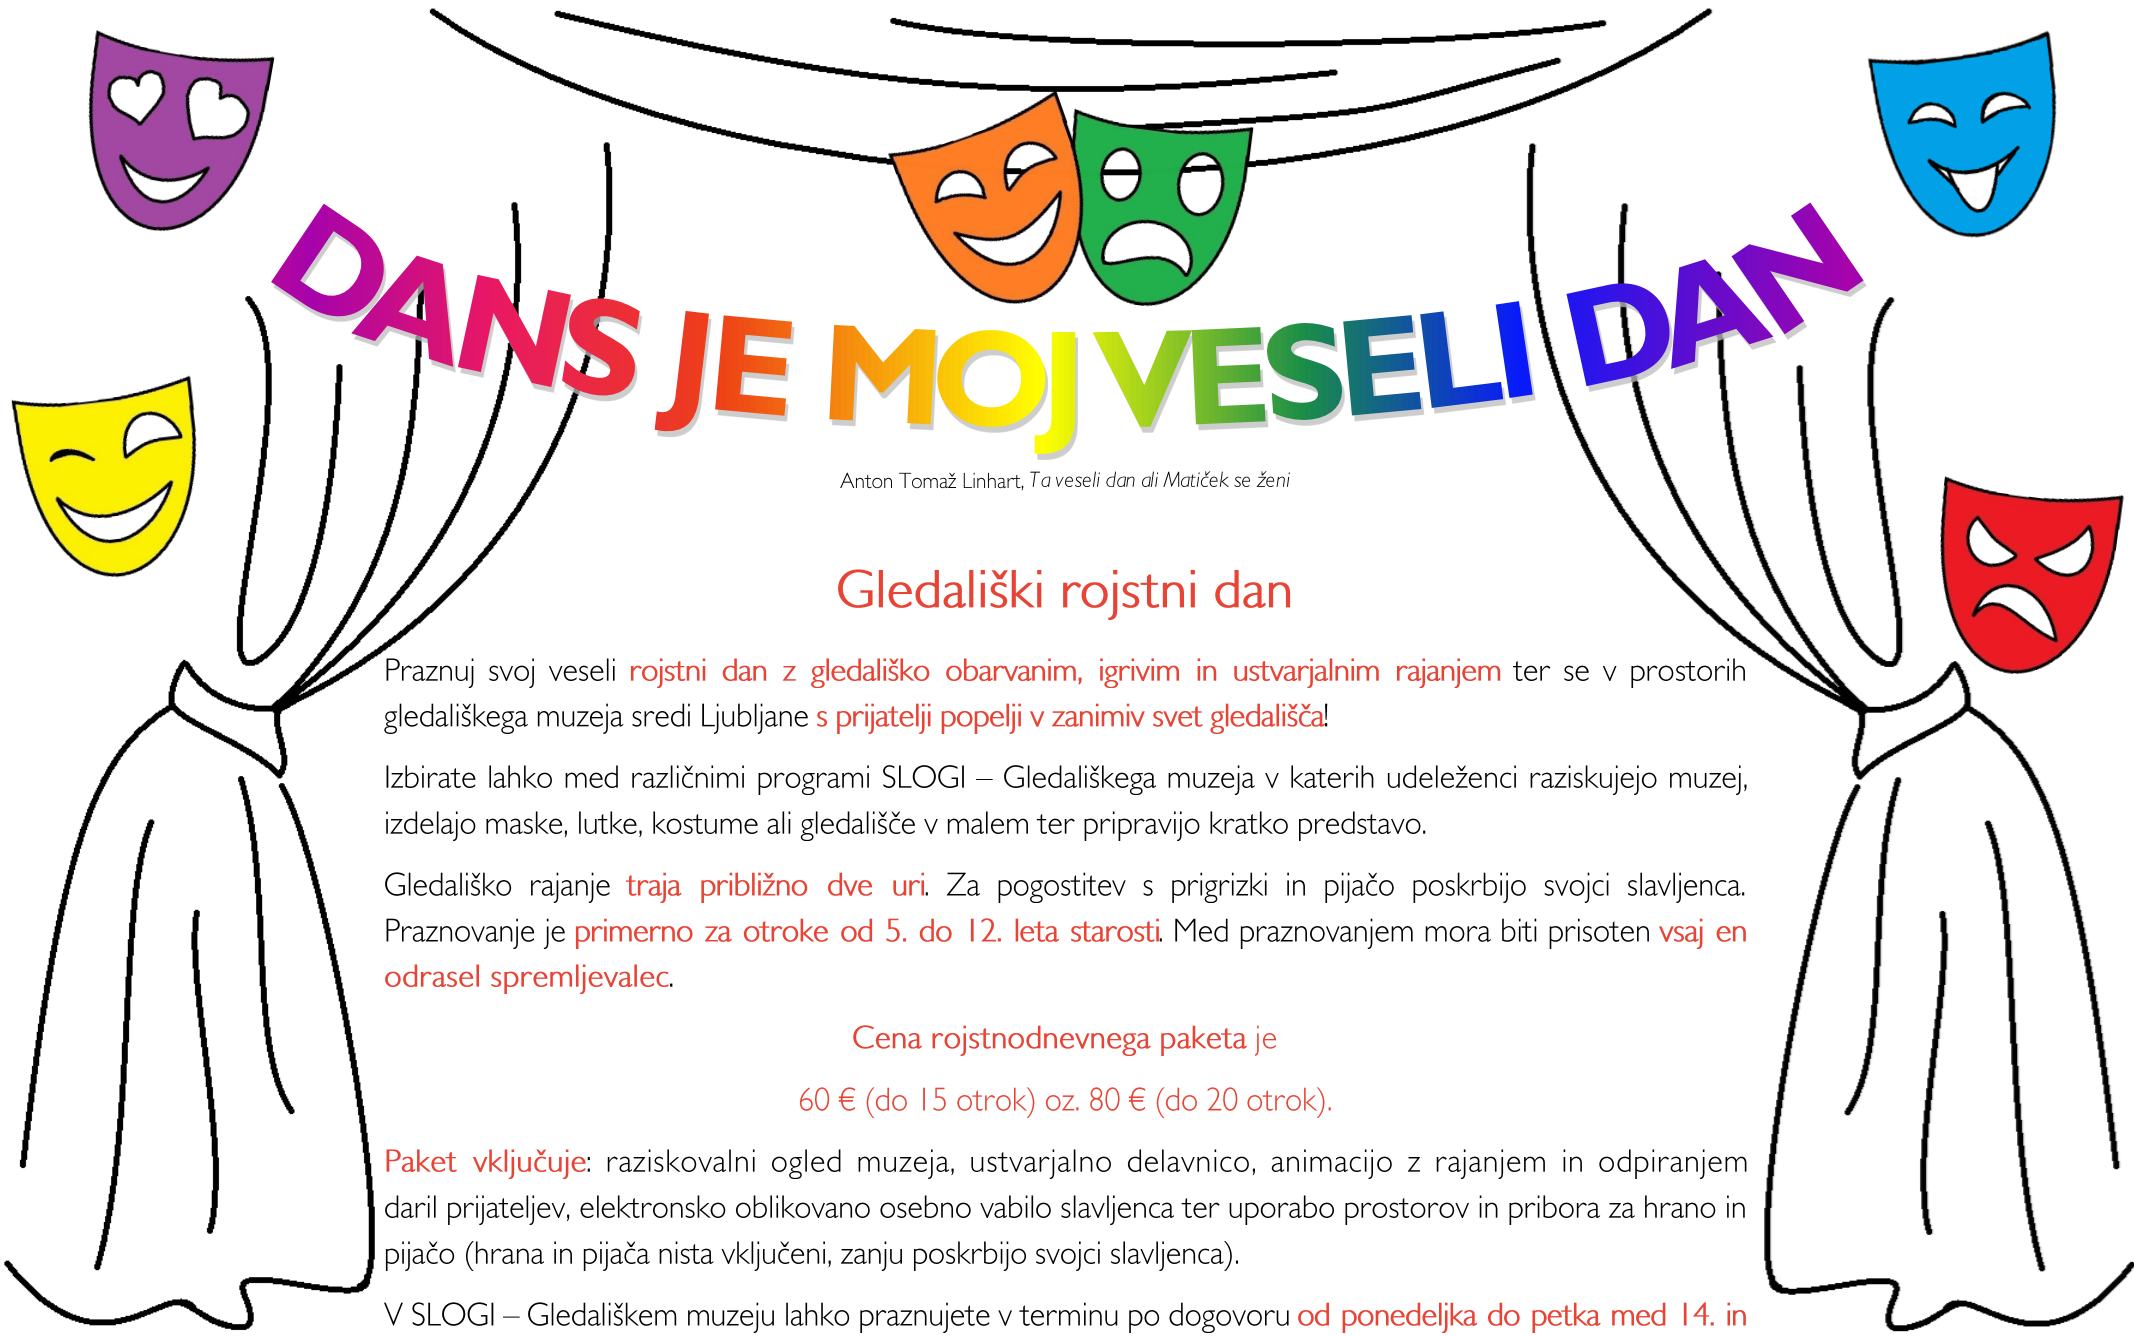 DANS JE MOJ VESELI DAN
Anton Tomaž Linhart, Ta veseli dan ali Matiček se ženi
Gledališki rojstni dan
Praznuj svoj veseli rojstni dan z gledališko obarvanim, igrivim in ustvarjalnim rajanjem ter se v prostorih
gledališkega muzeja sredi Ljubljane s prijatelji popelji v zanimiv svet gledališča!
Izbirate lahko med različnimi programi SLOGI – Gledališkega muzeja v katerih udeleženci raziskujejo muzej,
izdelajo maske, lutke, kostume ali gledališče v malem ter pripravijo kratko predstavo.
Gledališko rajanje traja približno dve uri. Za pogostitev s prigrizki in pijačo poskrbijo svojci slavljenca.
Praznovanje je primerno za otroke od 5. do 12. leta starosti. Med praznovanjem mora biti prisoten vsaj en
odrasel spremljevalec.
Cena rojstnodnevnega paketa je
60 € (do 15 otrok) oz. 80 € (do 20 otrok).
Paket vključuje: raziskovalni ogled muzeja, ustvarjalno delavnico, animacijo z rajanjem in odpiranjem
daril prijateljev, elektronsko oblikovano osebno vabilo slavljenca ter uporabo prostorov in pribora za hrano in
pijačo (hrana in pijača nista vključeni, zanju poskrbijo svojci slavljenca).
V SLOGI – Gledališkem muzeju lahko praznujete v terminu po dogovoru od ponedeljka do petka med 14. in